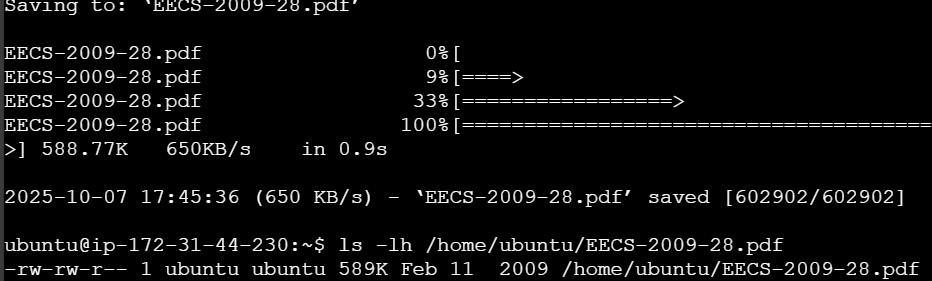 Saving to: ‘EECS-2009-28.pdf’
EECS-2009-28.pdf 0%[
EECS-2009-28.pdf 9%[====>
EECS-2009-28.pdf 33%[=================>
EECS-2009-28.pdf 100%[======================================
>] 588.77K 650KB/s in 0.9s
2025-10-07 17:45:36 (650 KB/s) - ‘EECS-2009-28.pdf’ saved [602902/602902]
ubuntu@ip-172-31-44-230:~$ ls -lh /home/ubuntu/EECS-2009-28.pdf
-rw-rw-r-- 1 ubuntu ubuntu 589K Feb 11  2009 /home/ubuntu/EECS-2009-28.pdf